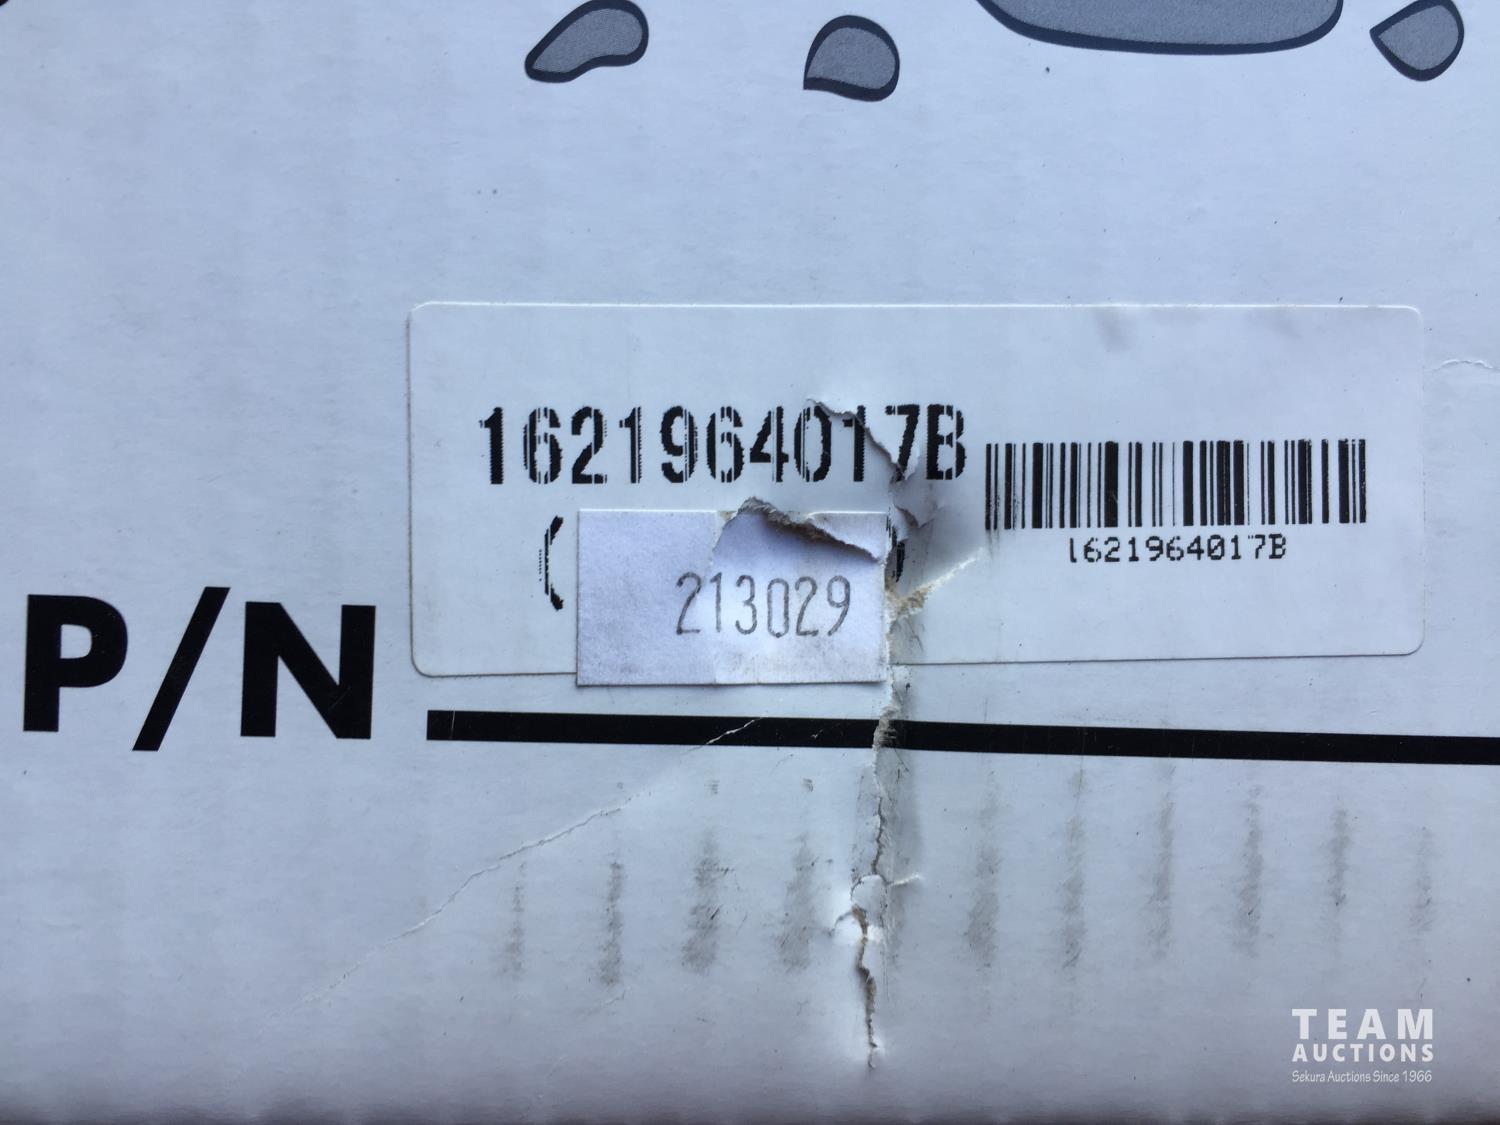 1621964017B
1621964017B
(
213029
P/N
TEAM
AUCTIONS
Sekura Auctions Since 1966